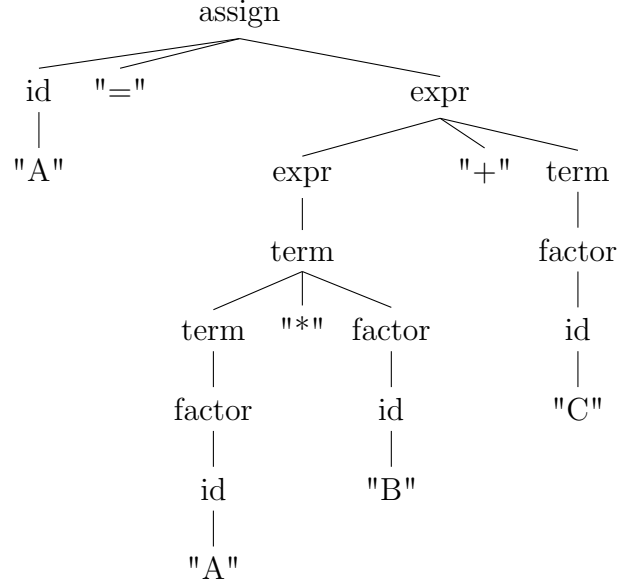 assign
id "=" expr
"A" expr "+" term
term factor
term "*" factor id
factor id "C"
id "B"
"A"